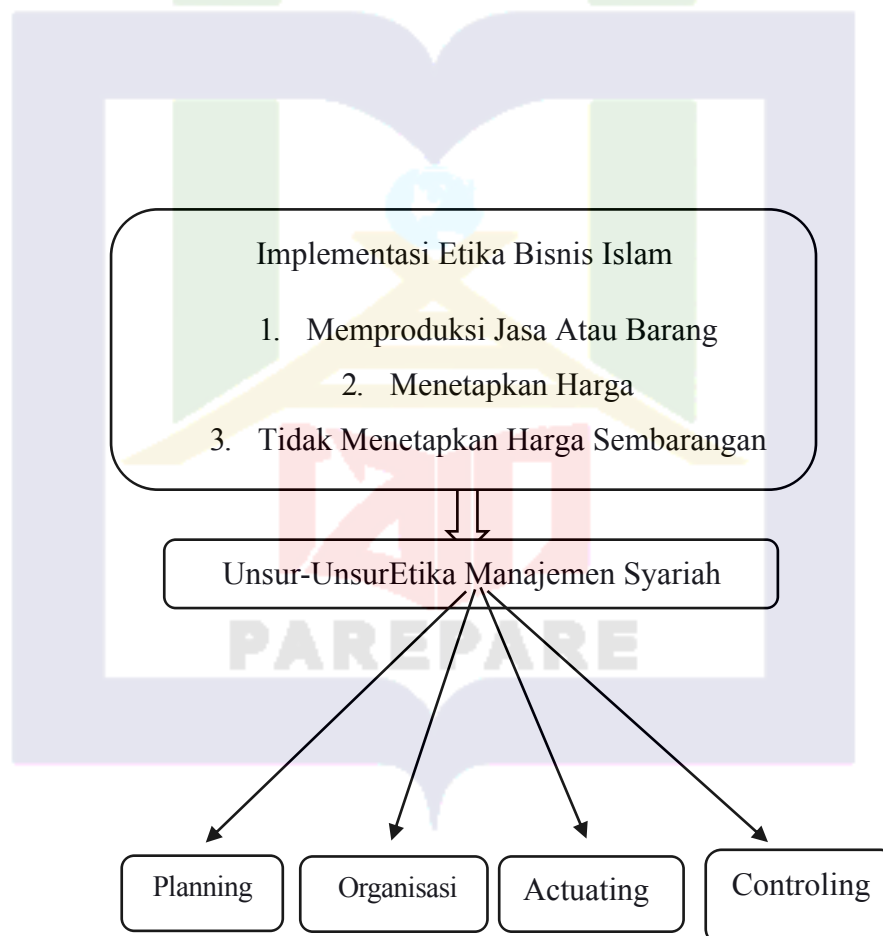 Implementasi Etika Bisnis Islam
1. Memproduksi Jasa Atau Barang
2. Menetapkan Harga
3. Tidak Menetapkan Harga Sembarangan
Unsur-UnsurEtika Manajemen Syariah
PAREPARE
Planning
Organisasi
Actuating
Controling